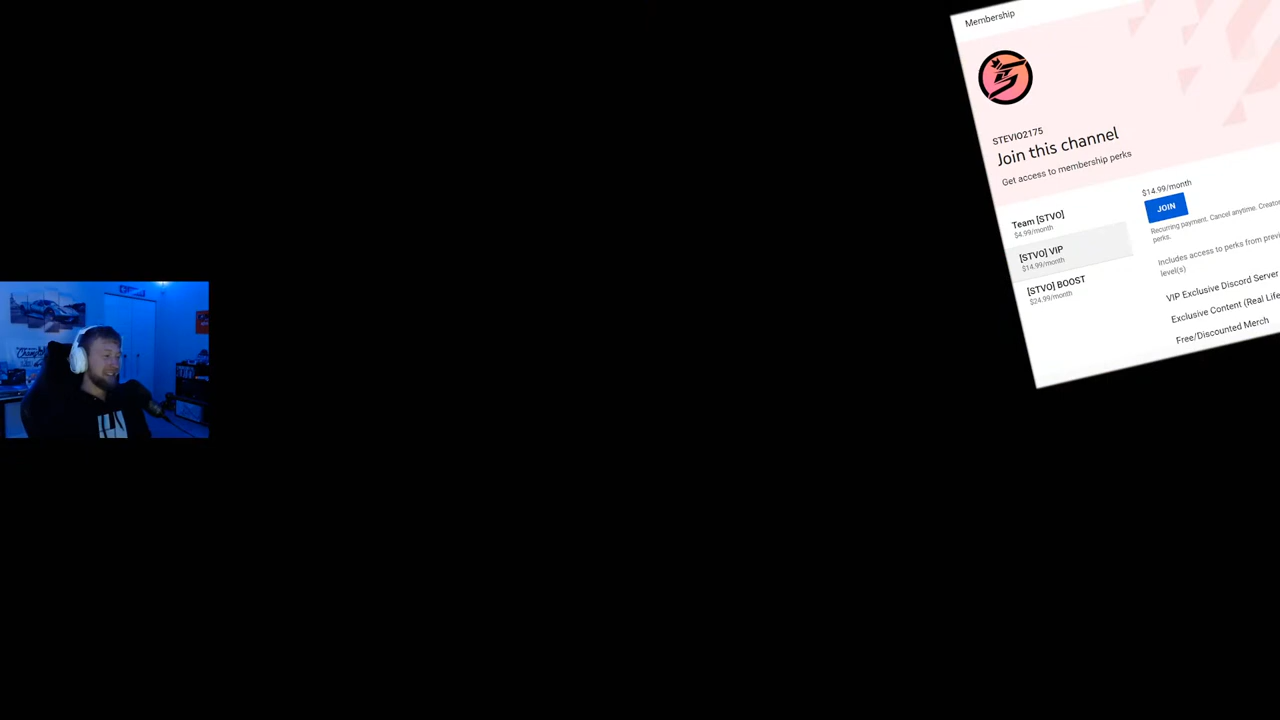 Membership
STEVIO2175
Join this channel
Get access to membership perks
Team [STVO]
$4.99/month
[STVO] VIP
$14.99/month
[STVO] BOOST
$24.99/month
$14.99/month
JOIN
Recurring payment. Cancel anytime. Creator
perks.
Includes access to perks from previ
level(s)
VIP Exclusive Discord Server
Exclusive Content (Real Life
Free/Discounted Merch